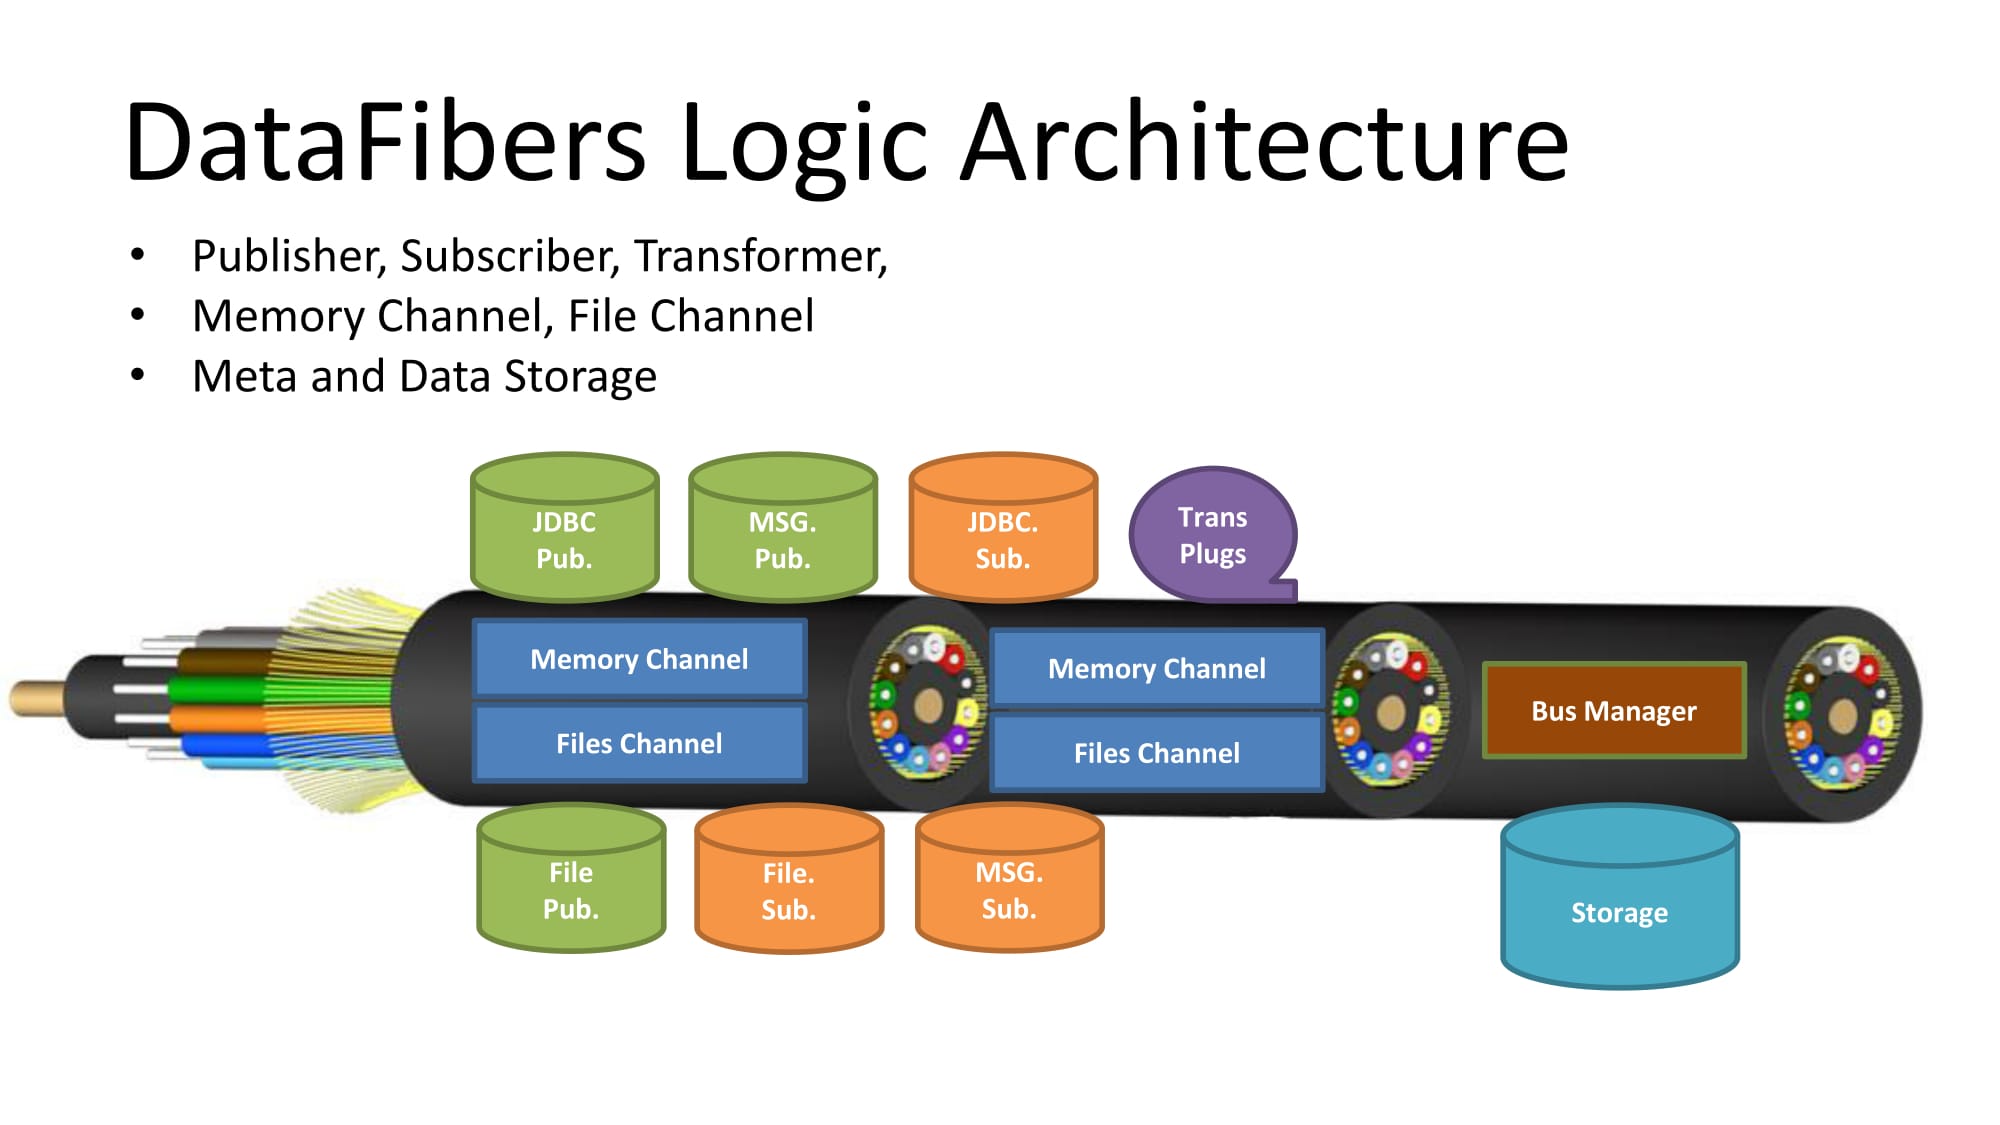 DataFibers Logic Architecture
• Publisher, Subscriber, Transformer,
• Memory Channel, File Channel
• Meta and Data Storage
JDBC
Pub.
MSG.
Pub.
JDBC.
Sub.
Trans
Plugs
Memory Channel
Files Channel
Memory Channel
Files Channel
Bus Manager
File
Pub.
File.
Sub.
MSG.
Sub.
Storage